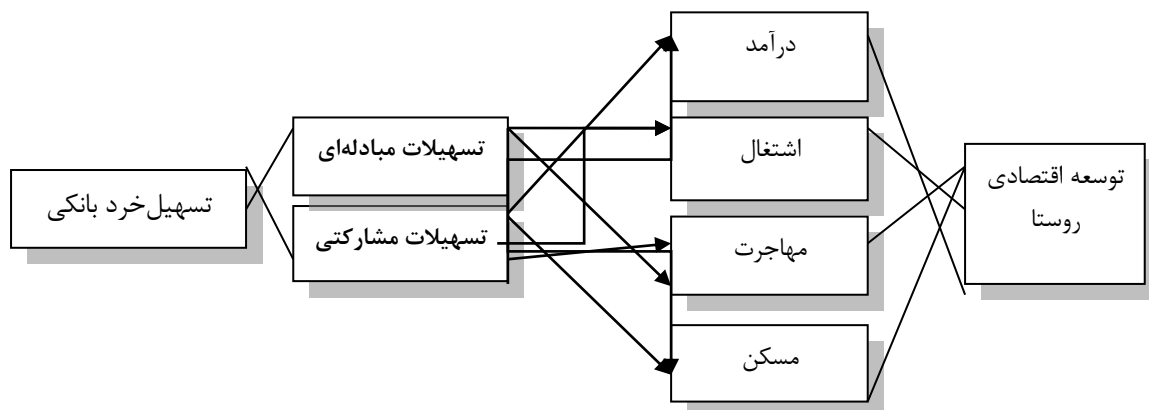 تسهیل‌خرد بانکی
تسهیلات مبادله‌ای
تسهیلات مشارکتی
درآمد
اشتغال
مهاجرت
مسکن
توسعه اقتصادی
روستا